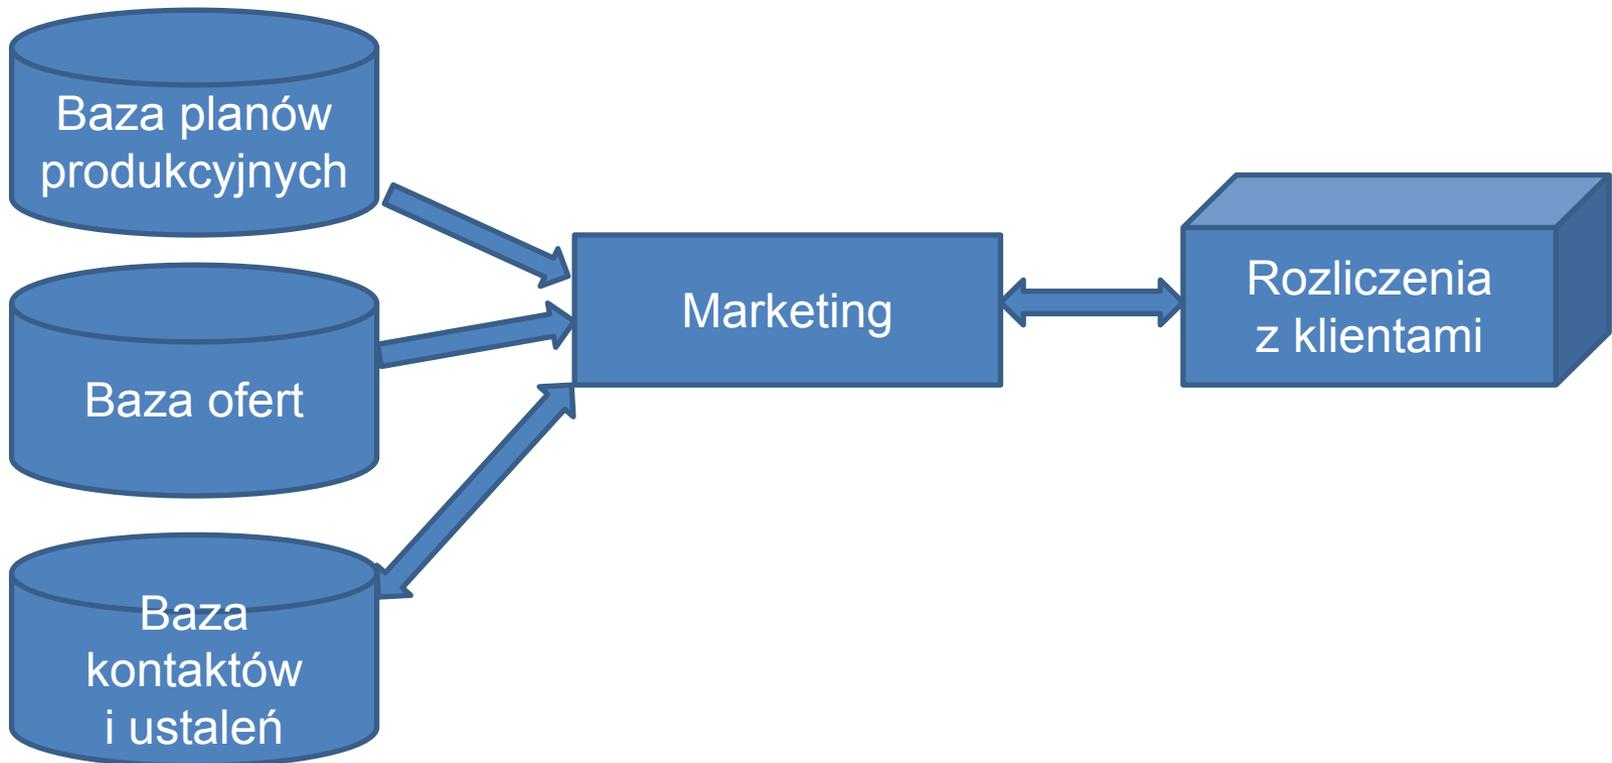 Baza planów
produkcyjnych
Baza ofert
Baza
kontaktów
i ustaleń
Marketing
Rozliczenia
z klientami